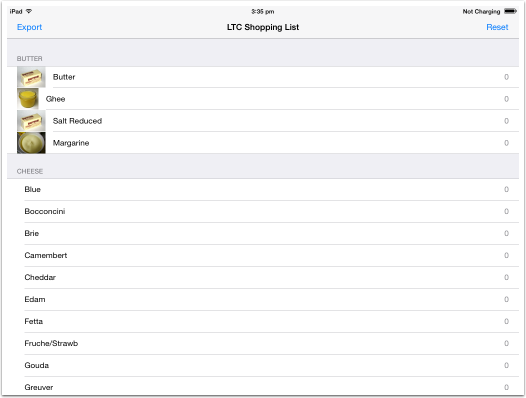 iPad 3:35 pm Not Charging
Export LTC Shopping List Reset
BUTTER
Butter 0
Ghee 0
Salt Reduced 0
Margarine 0
CHEESE
Blue 0
Bocconcini 0
Brie 0
Camembert 0
Cheddar 0
Edam 0
Fetta 0
Fruche/Strawb 0
Gouda 0
Greuver 0